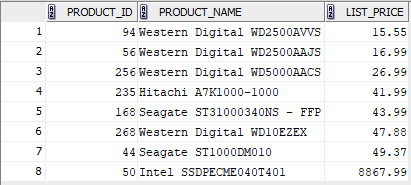 PRODUCT_ID PRODUCT_NAME LIST_PRICE
1 94 Western Digital WD2500AVVS 15.55
2 56 Western Digital WD2500AAJS 16.99
3 256 Western Digital WD5000AACS 26.99
4 235 Hitachi A7K1000-1000 41.99
5 168 Seagate ST31000340NS - FFP 43.99
6 268 Western Digital WD10EZEX 47.88
7 44 Seagate ST1000DM010 49.37
8 50 Intel SSDPECME040T401 8867.99